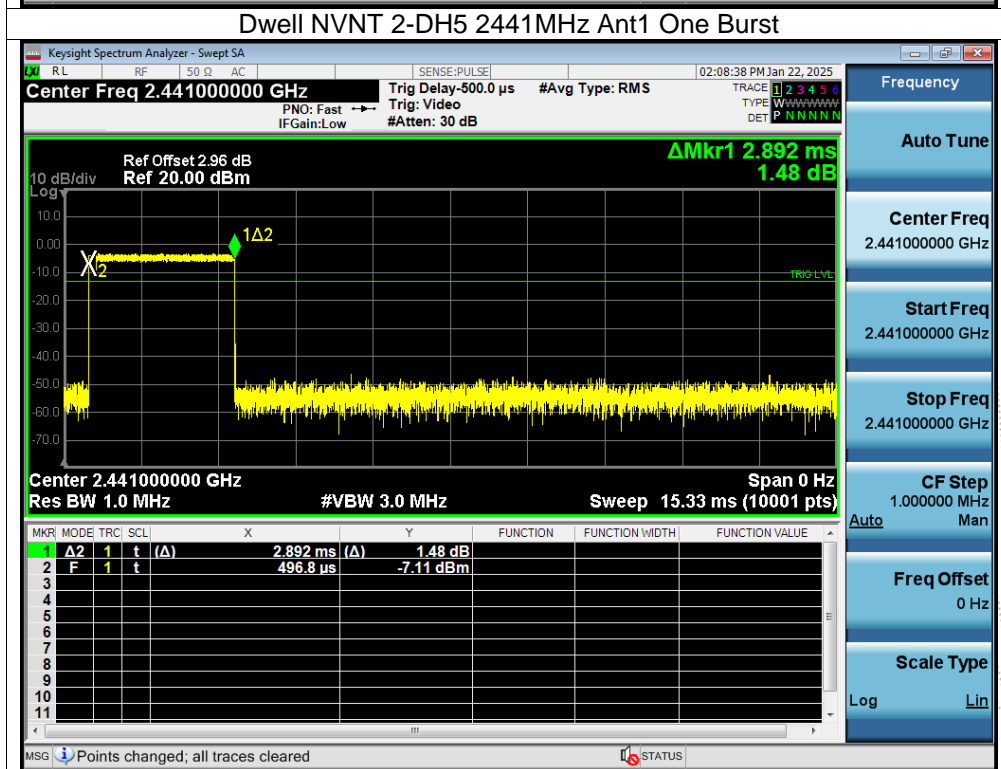 Dwell NVNT 2-DH5 2441MHz Ant1 One Burst
Keysight Spectrum Analyzer - Swept SA
LXI RL RF 50 Ω AC SENSE:PULSE 02:08:38 PM Jan 22, 2025
Center Freq 2.441000000 GHz
PNO: Fast
IFGain:Low
Trig Delay-500.0 µs
Trig: Video
#Atten: 30 dB
#Avg Type: RMS
TRACE 1 2 3 4 5 6
TYPE WWWWWWW
DET P N N N N N
ΔMkr1 2.892 ms
1.48 dB
Ref Offset 2.96 dB
10 dB/div Ref 20.00 dBm
Log
10.0
0.00
-10.0
-20.0
-30.0
-40.0
-50.0
-60.0
-70.0
1Δ2
2
TRIG LVL
Center 2.441000000 GHz Span 0 Hz
Res BW 1.0 MHz #VBW 3.0 MHz Sweep 15.33 ms (10001 pts)
MKR MODE TRC SCL X Y FUNCTION FUNCTION WIDTH FUNCTION VALUE
1 Δ2 1 t (Δ) 2.892 ms (Δ) 1.48 dB
2 F 1 t 496.8 µs -7.11 dBm
3
4
5
6
7
8
9
10
11
MSG Points changed; all traces cleared STATUS
Frequency
Auto Tune
Center Freq
2.441000000 GHz
Start Freq
2.441000000 GHz
Stop Freq
2.441000000 GHz
CF Step
1.000000 MHz
Auto Man
Freq Offset
0 Hz
Scale Type
Log Lin